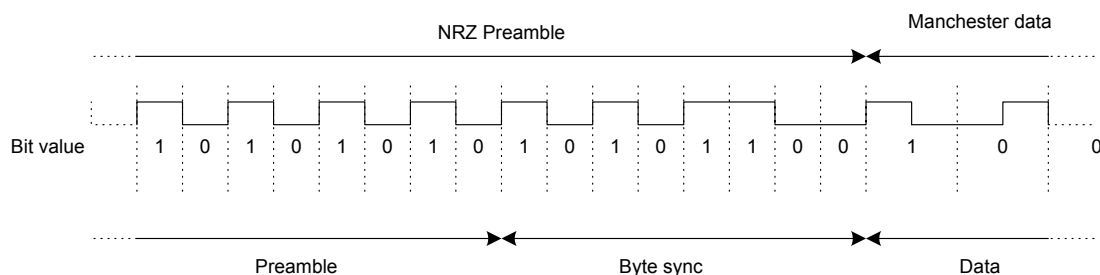 NRZ Preamble
Manchester data
Bit value 1 0 1 0 1 0 1 0 1 0 1 0 1 1 0 0 1 0 0
Preamble Byte sync Data